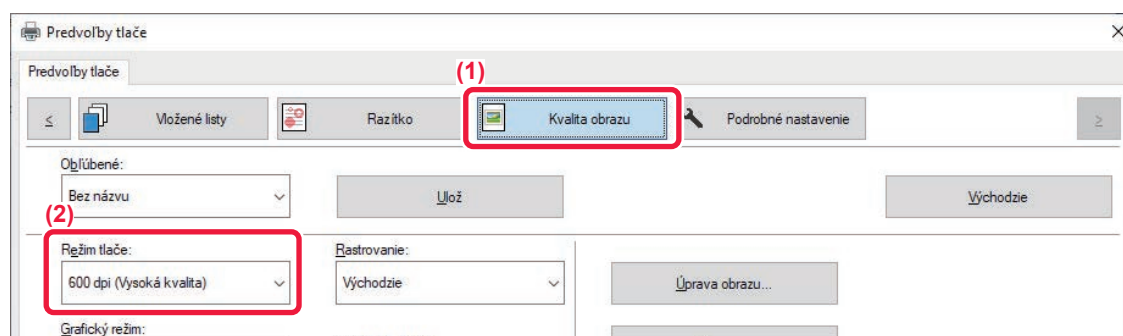 Predvoľby tlače
Predvoľby tlače
(1)
< Vložené listy Razítko Kvalita obrazu Podrobné nastavenie >
Obľúbené:
Bez názvu Ulož Východzie
(2)
Režim tlače: Rastrovanie:
600 dpi (Vysoká kvalita) Východzie Úprava obrazu...
Grafický režim: